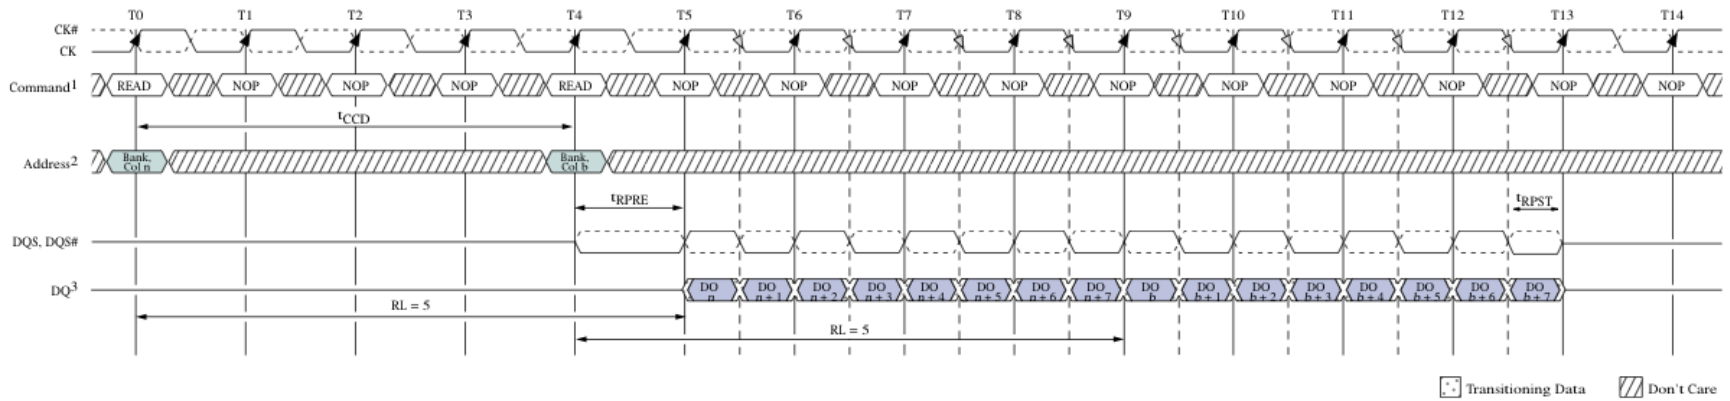 T0 T1 T2 T3 T4 T5 T6 T7 T8 T9 T10 T11 T12 T13 T14
CK#
CK
Command1 READ NOP NOP NOP READ NOP NOP NOP NOP NOP NOP NOP NOP NOP NOP
tCCD
Address2 Bank, Col n Bank, Col b
tRPRE tRPST
DQS, DQS#
DQ3 DO n DO n + 1 DO n + 2 DO n + 3 DO n + 4 DO n + 5 DO n + 6 DO n + 7 DO b DO b + 1 DO b + 2 DO b + 3 DO b + 4 DO b + 5 DO b + 6 DO b + 7
RL = 5
RL = 5
Transitioning Data Don't Care